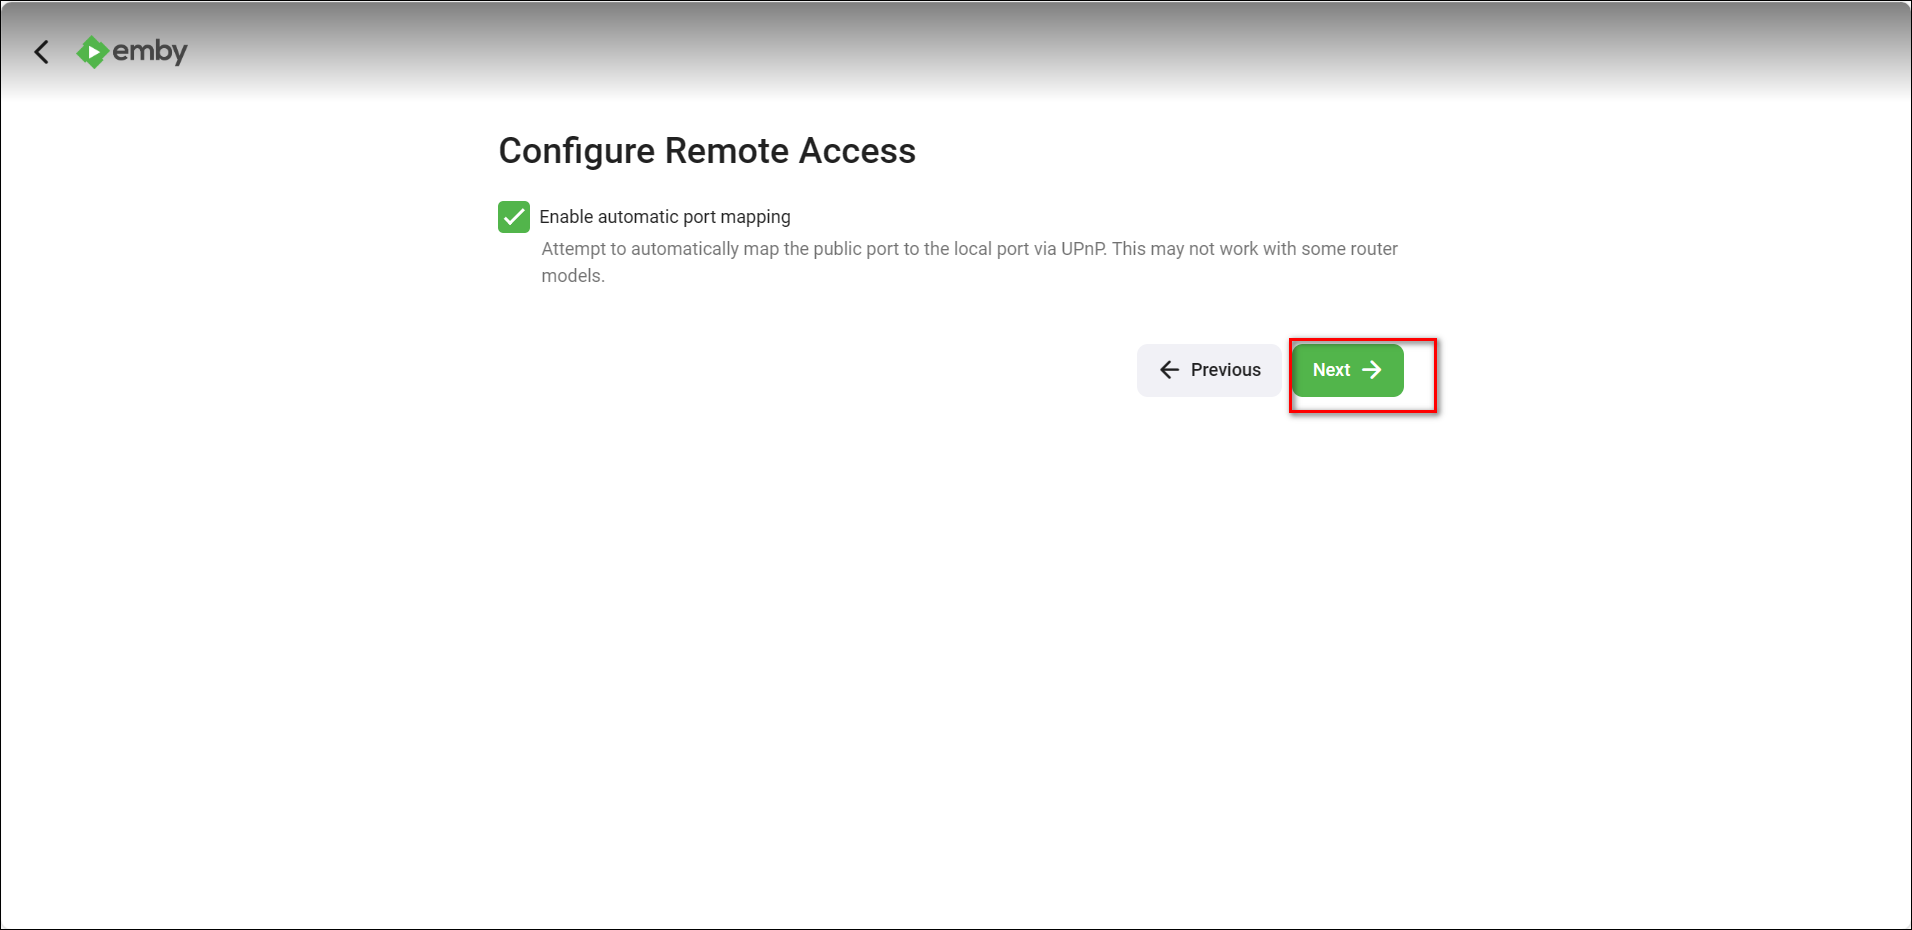 emby
Configure Remote Access
Enable automatic port mapping
Attempt to automatically map the public port to the local port via UPnP. This may not work with some router
models.
Previous
Next